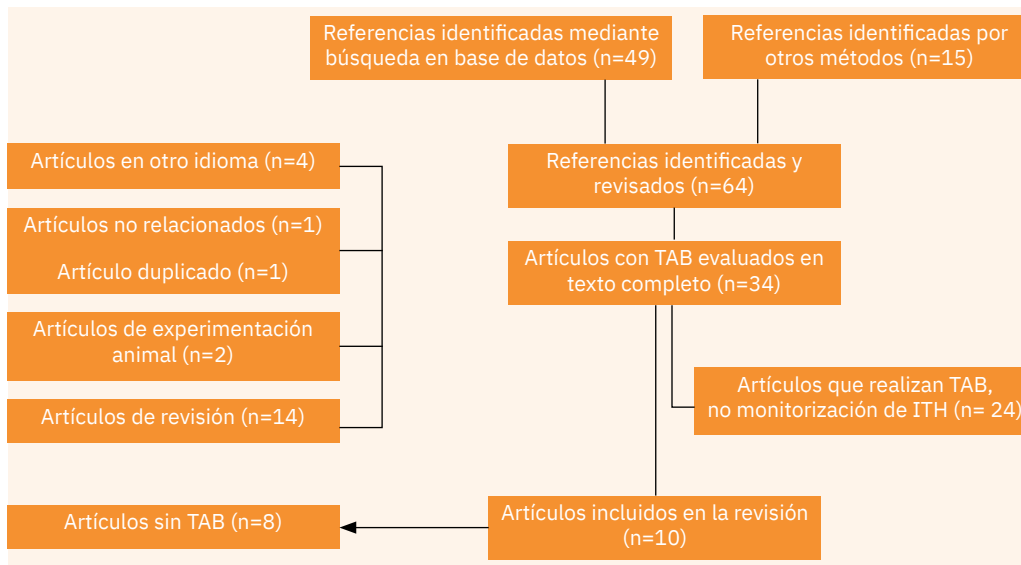 Referencias identificadas mediante
búsqueda en base de datos (n=49)
Referencias identificadas por
otros métodos (n=15)
Artículos en otro idioma (n=4)
Referencias identificadas y
revisados (n=64)
Artículos no relacionados (n=1)
Artículo duplicado (n=1)
Artículos con TAB evaluados en
texto completo (n=34)
Artículos de experimentación
animal (n=2)
Artículos que realizan TAB,
no monitorización de ITH (n= 24)
Artículos de revisión (n=14)
Artículos sin TAB (n=8)
Artículos incluidos en la revisión
(n=10)